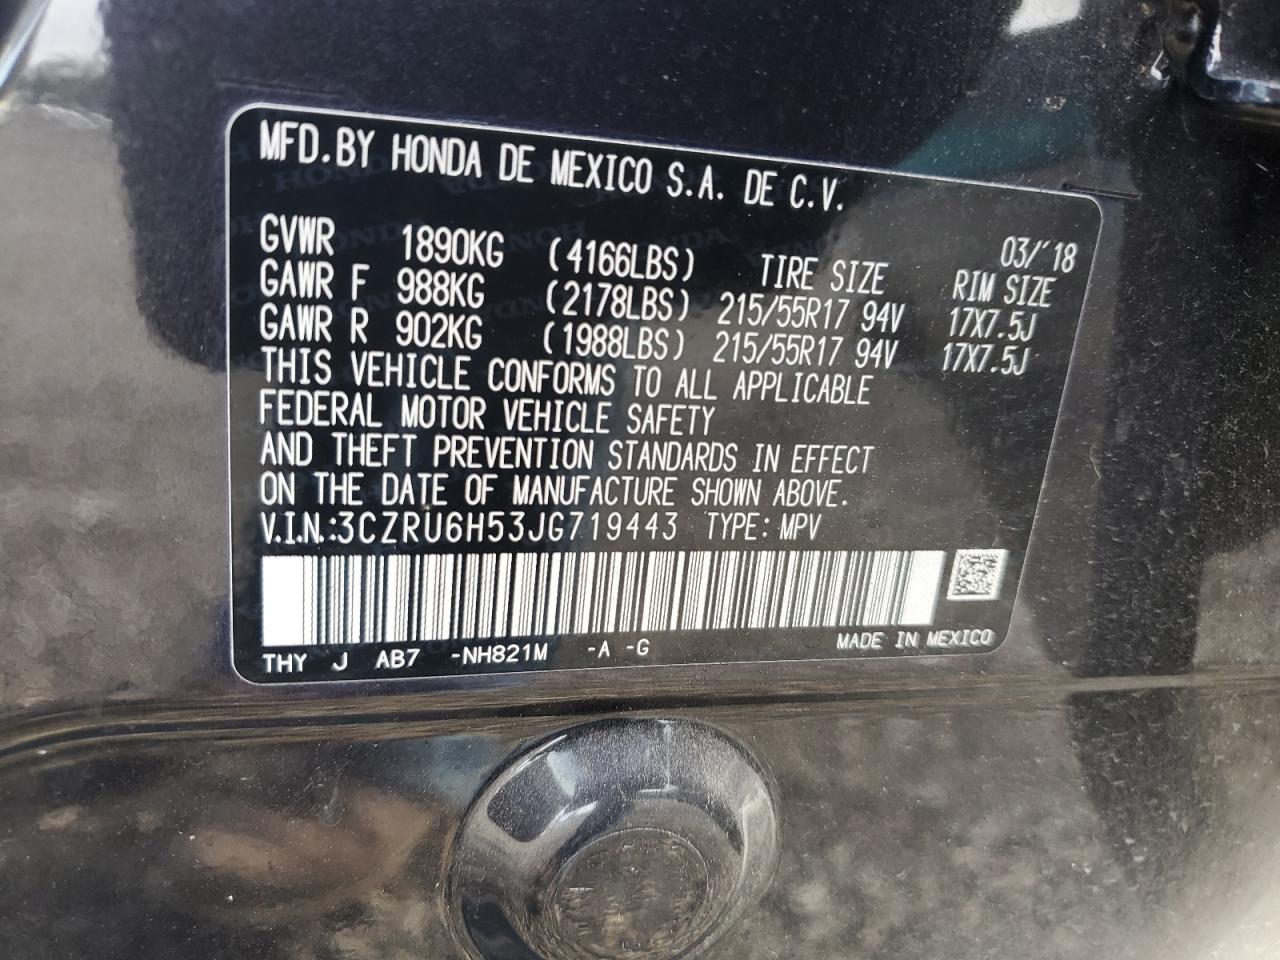 MFD.BY HONDA DE MEXICO S.A. DE C.V.
03/'18
GVWR 1890KG (4166LBS) TIRE SIZE RIM SIZE
GAWR F 988KG (2178LBS) 215/55R17 94V 17X7.5J
GAWR R 902KG (1988LBS) 215/55R17 94V 17X7.5J
THIS VEHICLE CONFORMS TO ALL APPLICABLE
FEDERAL MOTOR VEHICLE SAFETY
AND THEFT PREVENTION STANDARDS IN EFFECT
ON THE DATE OF MANUFACTURE SHOWN ABOVE.
V.I.N.:3CZRU6H53JG719443 TYPE: MPV
THY J AB7 -NH821M -A -G MADE IN MEXICO